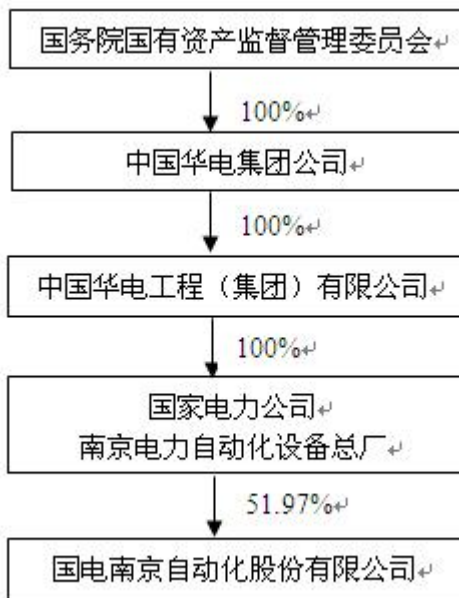 国务院国有资产监督管理委员会
100%
中国华电集团公司
100%
中国华电工程（集团）有限公司
100%
国家电力公司
南京电力自动化设备总厂
51.97%
国电南京自动化股份有限公司